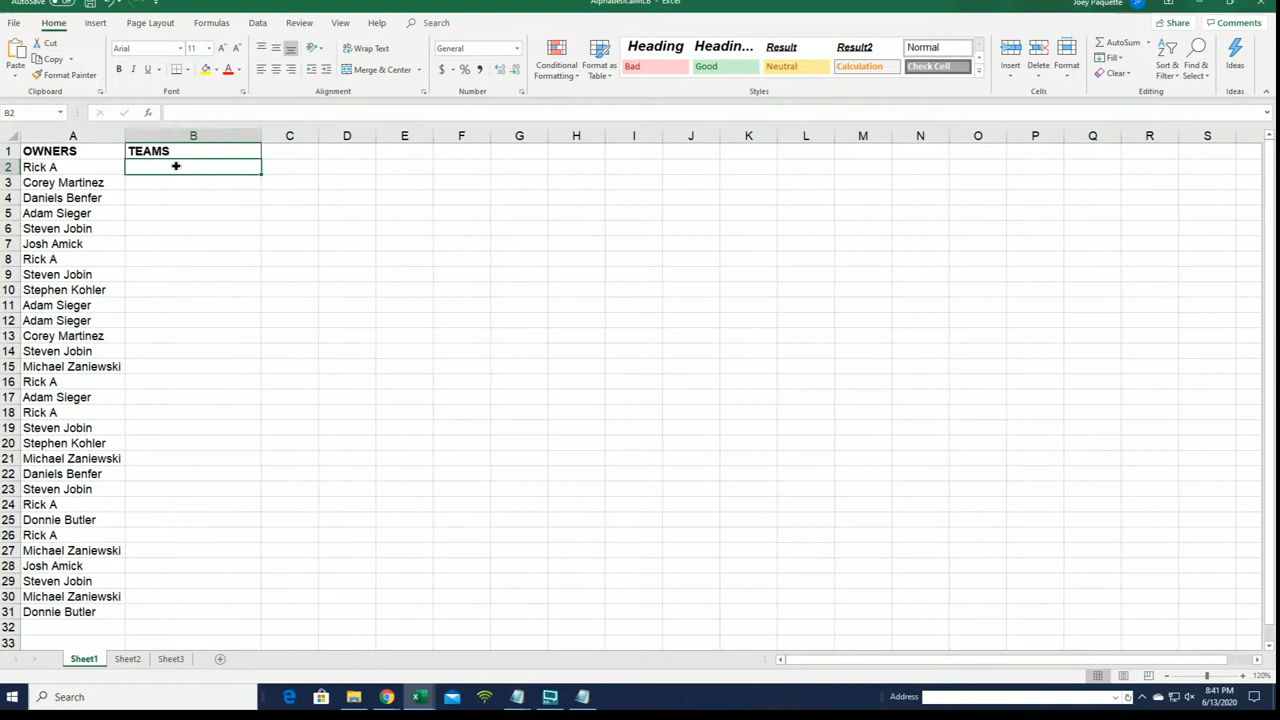 AutoSave Off AlphabeticalMLB - Excel Joey Paquette JP
File Home Insert Page Layout Formulas Data Review View Help Search Share Comments
Paste Cut Copy Format Painter Clipboard
Arial 11 A A B I U A Font
Wrap Text Merge & Center Alignment
General $ % , Number
Conditional Formatting Format as Table
Heading Headin... Result Result2 Normal
Bad Good Neutral Calculation Check Cell
Styles
Insert Delete Format Cells
AutoSum Fill Clear Sort & Filter Find & Select Editing
Ideas Ideas
B2 fx
A B C D E F G H I J K L M N O P Q R S
1 OWNERS TEAMS
2 Rick A
3 Corey Martinez
4 Daniels Benfer
5 Adam Sieger
6 Steven Jobin
7 Josh Amick
8 Rick A
9 Steven Jobin
10 Stephen Kohler
11 Adam Sieger
12 Adam Sieger
13 Corey Martinez
14 Steven Jobin
15 Michael Zaniewski
16 Rick A
17 Adam Sieger
18 Rick A
19 Steven Jobin
20 Stephen Kohler
21 Michael Zaniewski
22 Daniels Benfer
23 Steven Jobin
24 Rick A
25 Donnie Butler
26 Rick A
27 Michael Zaniewski
28 Josh Amick
29 Steven Jobin
30 Michael Zaniewski
31 Donnie Butler
32
33
Sheet1 Sheet2 Sheet3
120%
Search Address 8:41 PM
6/13/2020